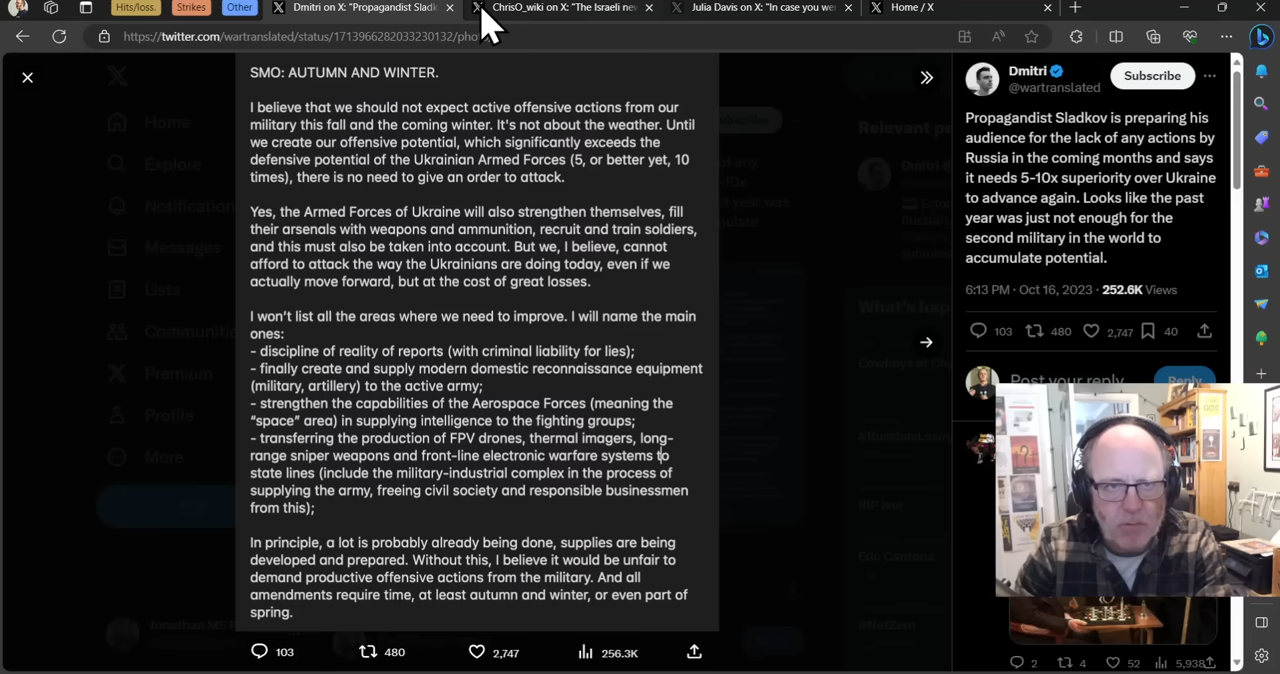 Hits/loss.
Strikes
Other
Dmitri on X: "Propagandist Sladk
ChrisO_wiki on X: "The Israeli ne
Julia Davis on X: "In case you we
Home / X
https://twitter.com/wartranslated/status/1713966282033230132/pho
SMO: AUTUMN AND WINTER.
I believe that we should not expect active offensive actions from our
military this fall and the coming winter. It's not about the weather. Until
we create our offensive potential, which significantly exceeds the
defensive potential of the Ukrainian Armed Forces (5, or better yet, 10
times), there is no need to give an order to attack.
Yes, the Armed Forces of Ukraine will also strengthen themselves, fill
their arsenals with weapons and ammunition, recruit and train soldiers,
and this must also be taken into account. But we, I believe, cannot
afford to attack the way the Ukrainians are doing today, even if we
actually move forward, but at the cost of great losses.
I won't list all the areas where we need to improve. I will name the main
ones:
- discipline of reality of reports (with criminal liability for lies);
- finally create and supply modern domestic reconnaissance equipment
(military, artillery) to the active army;
- strengthen the capabilities of the Aerospace Forces (meaning the
“space” area) in supplying intelligence to the fighting groups;
- transferring the production of FPV drones, thermal imagers, long-
range sniper weapons and front-line electronic warfare systems to
state lines (include the military-industrial complex in the process of
supplying the army, freeing civil society and responsible businessmen
from this);
In principle, a lot is probably already being done, supplies are being
developed and prepared. Without this, I believe it would be unfair to
demand productive offensive actions from the military. And all
amendments require time, at least autumn and winter, or even part of
spring.
103
480
2,747
256.3K
Home
Explore
Notification
Messages
Lists
Communitie
Premium
Profile
More
Relevant p
What's hap
RIP fen
Eric Cantona
#NetZero
Dmitri
@wartranslated
Subscribe
Propagandist Sladkov is preparing his
audience for the lack of any actions by
Russia in the coming months and says
it needs 5-10x superiority over Ukraine
to advance again. Looks like the past
year was just not enough for the
second military in the world to
accumulate potential.
6:13 PM · Oct 16, 2023 · 252.6K Views
103
480
2,747
40
Post your reply
Reply
2
4
52
5,938